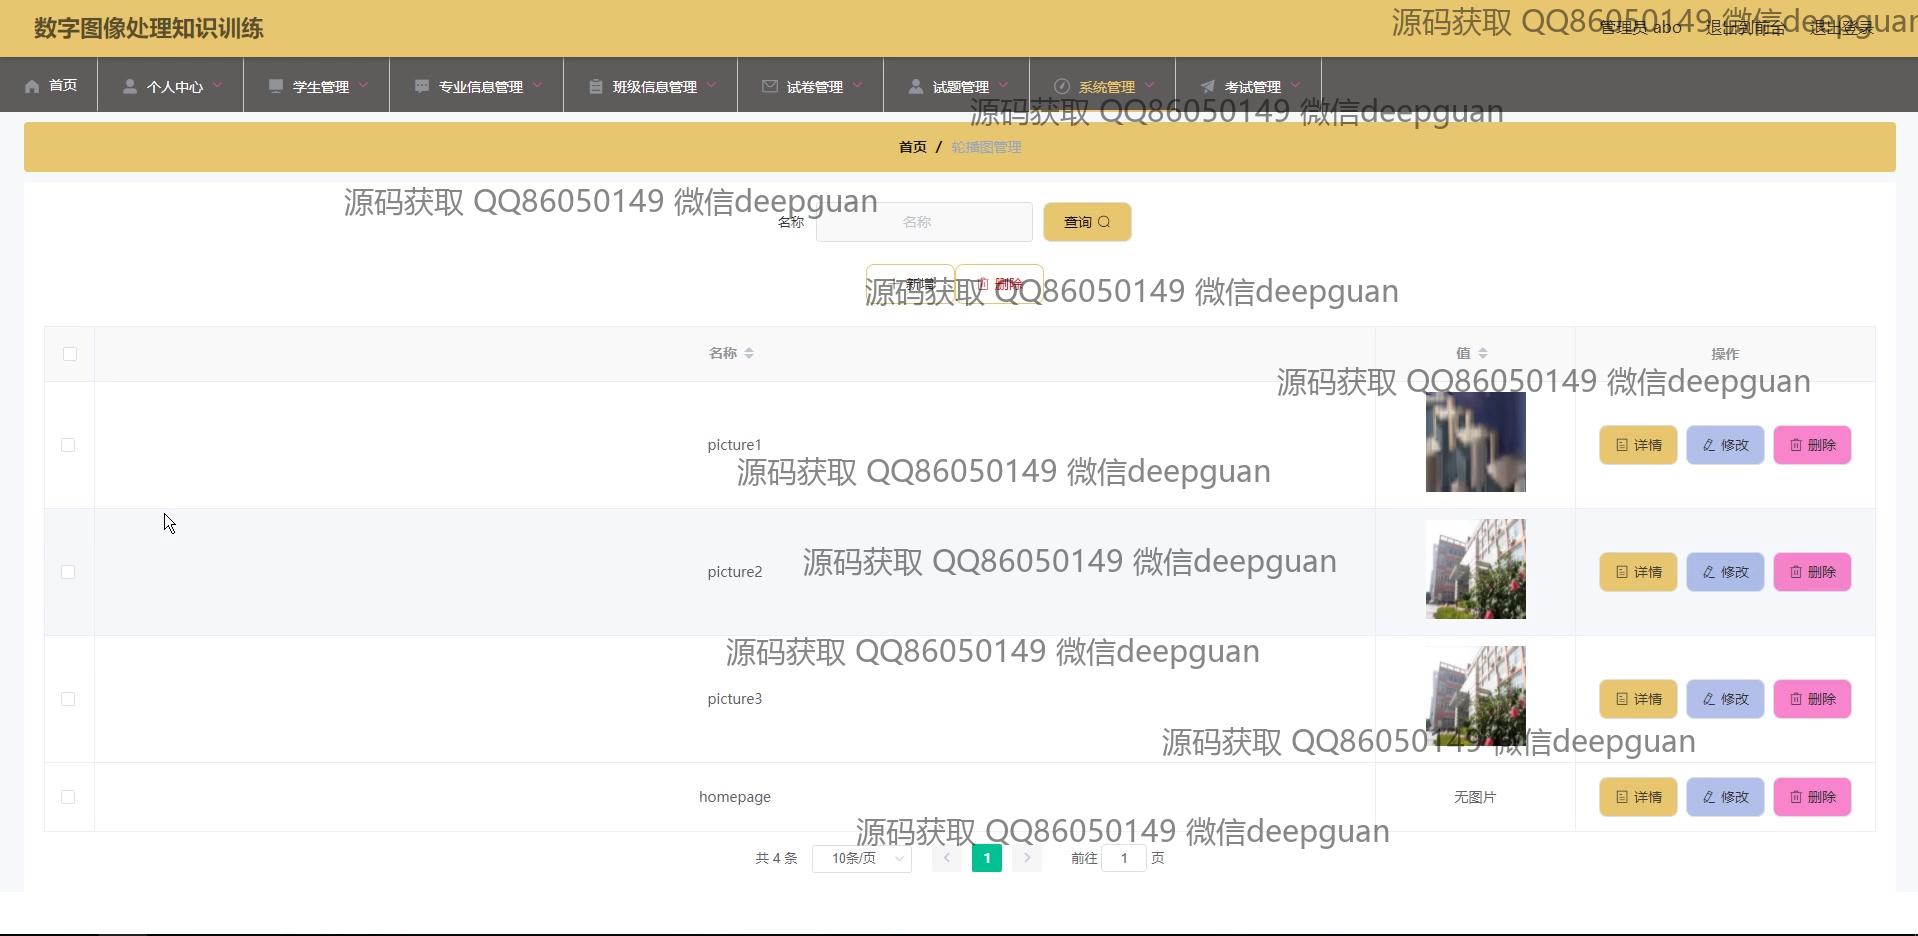 数字图像处理知识训练
源码获取 QQ86050149 微信deepguan
管理员 abo 退出到前台 退出登录
首页 个人中心 学生管理 专业信息管理 班级信息管理 试卷管理 试题管理 系统管理 考试管理
源码获取 QQ86050149 微信deepguan
首页 / 轮播图管理
源码获取 QQ86050149 微信deepguan
名称 名称 查询
新增 删除
源码获取 QQ86050149 微信deepguan
名称 值 操作
源码获取 QQ86050149 微信deepguan
picture1 详情 修改 删除
源码获取 QQ86050149 微信deepguan
picture2 详情 修改 删除
源码获取 QQ86050149 微信deepguan
源码获取 QQ86050149 微信deepguan
picture3 详情 修改 删除
源码获取 QQ86050149 微信deepguan
homepage 无图片 详情 修改 删除
源码获取 QQ86050149 微信deepguan
共 4 条 10条/页 1 前往 1 页